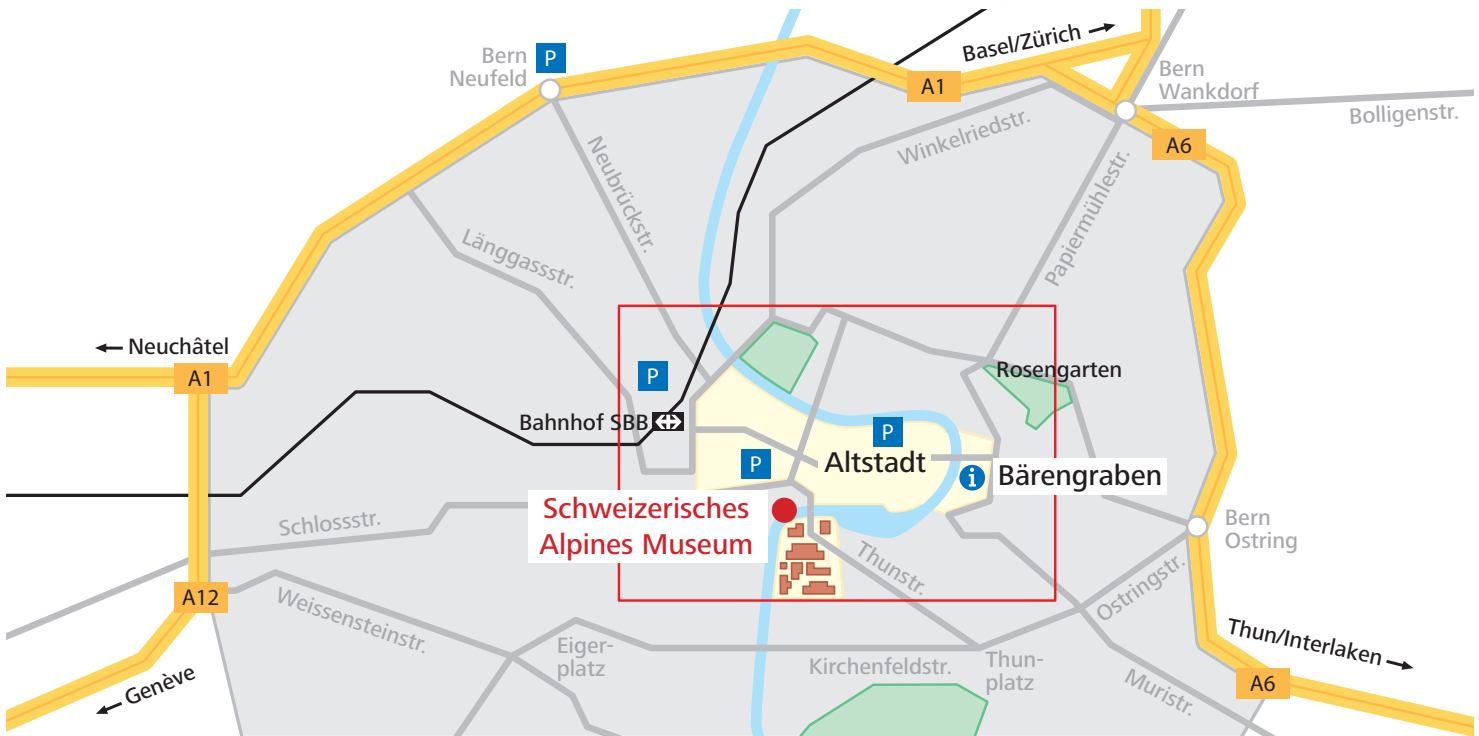 Bern
Neufeld
P
Basel/Zürich
A1
Bern
Wankdorf
Bolligenstr.
A6
Winkelriedstr.
Neubrückstr.
Papiermühlestr.
Länggassstr.
Neuchâtel
A1
P
Rosengarten
Bahnhof SBB
P
P
Altstadt
i
Bärengraben
Schweizerisches
Alpines Museum
Schlossstr.
Bern
Ostring
Thunstr.
Ostringstr.
A12
Weissensteinstr.
Eiger-
platz
Kirchenfeldstr.
Thun-
platz
Muristr.
Thun/Interlaken
A6
Genève